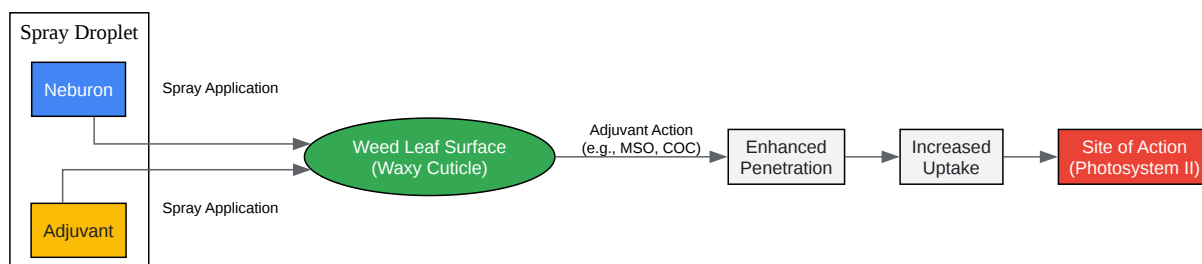 Spray Droplet
Neburon
Spray Application
Adjuvant
Spray Application
Weed Leaf Surface
(Waxy Cuticle)
Adjuvant Action
(e.g., MSO, COC)
Enhanced
Penetration
Increased
Uptake
Site of Action
(Photosystem II)